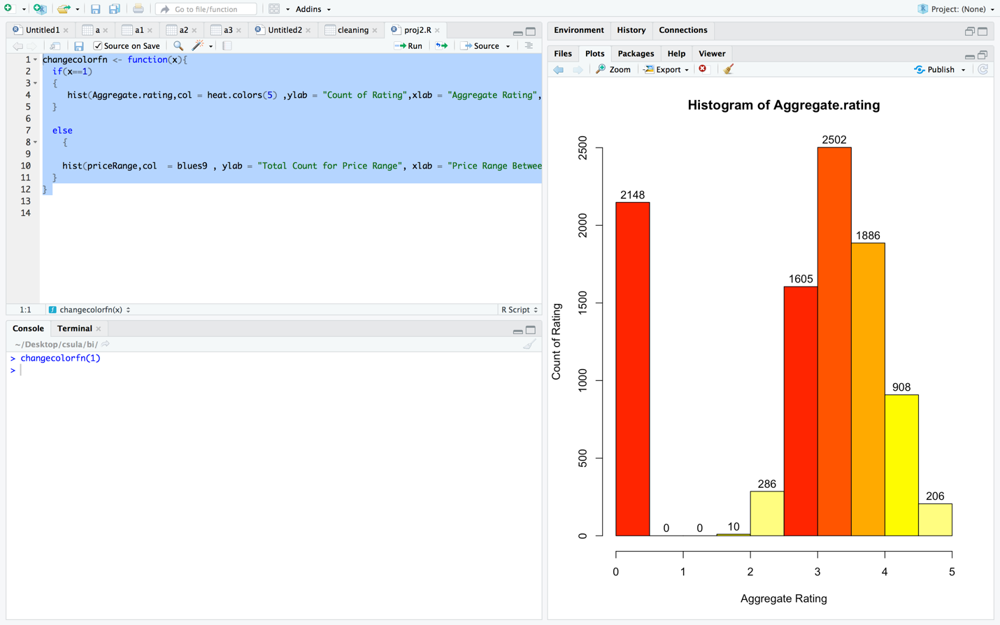 Go to file/function
Addins
Project: (None)
Untitled1
a
a1
a2
a3
Untitled2
cleaning
proj2.R
Source on Save
Run
Source
1 changecolorfn <- function(x){
2 if(x==1)
3 {
4 hist(Aggregate.rating,col = heat.colors(5) ,ylab = "Count of Rating",xlab = "Aggregate Rating",
5 }
6
7 else
8 {
9
10 hist(priceRange,col = blues9 , ylab = "Total Count for Price Range", xlab = "Price Range Betwee
11 }
12 }
13
14
1:1
changecolorfn(x)
R Script
Console
Terminal
~/Desktop/csula/bi/
> changecolorfn(1)
>
Environment
History
Connections
Files
Plots
Packages
Help
Viewer
Zoom
Export
Publish
Histogram of Aggregate.rating
Count of Rating
2500
2000
1500
1000
500
0
2148
0
0
10
286
1605
2502
1886
908
206
0 1 2 3 4 5
Aggregate Rating